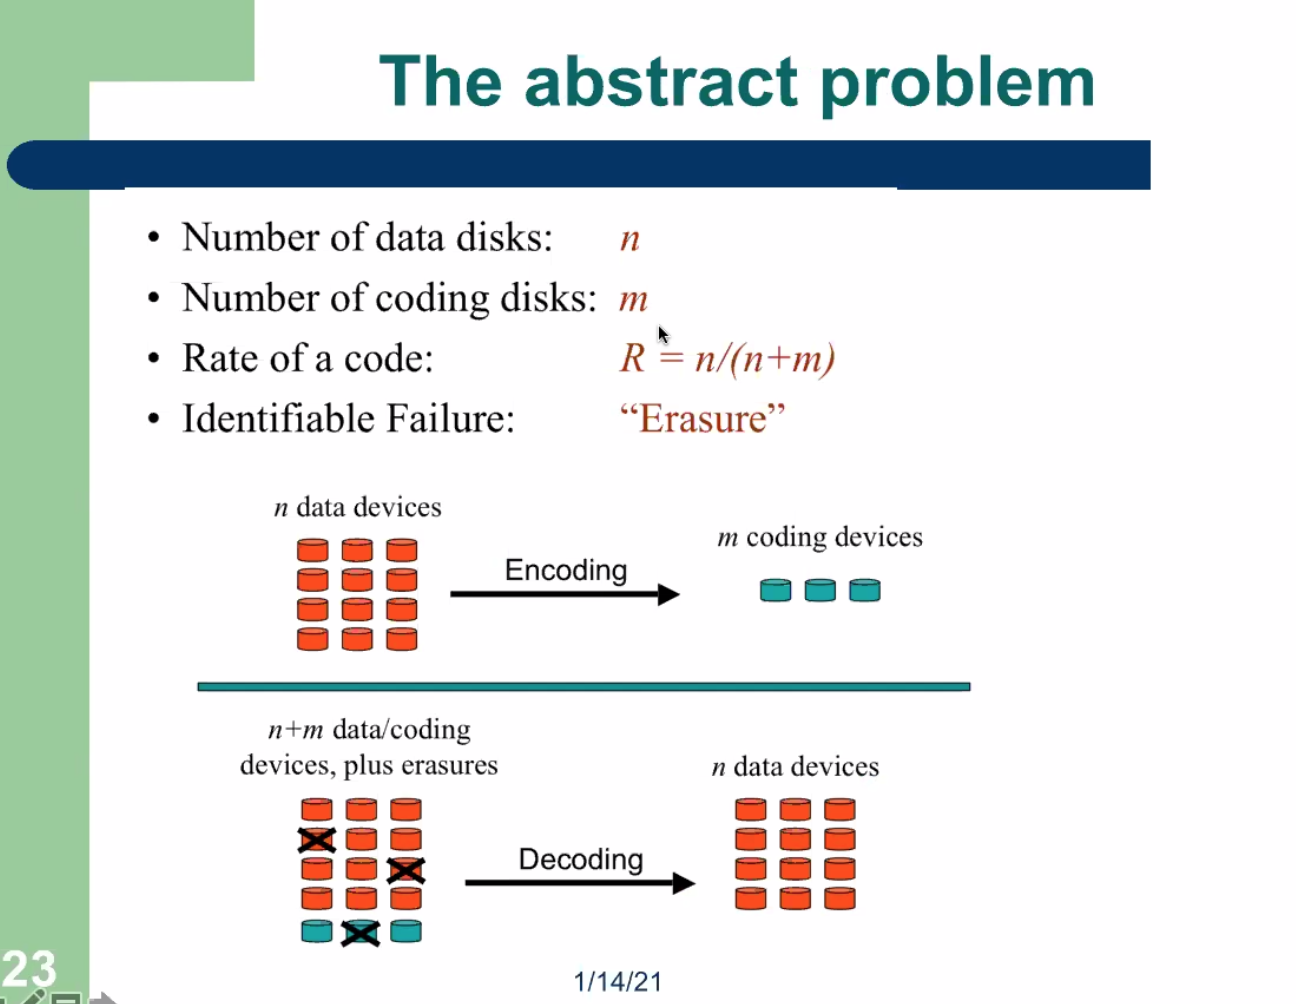 The abstract problem
• Number of data disks: n
• Number of coding disks: m
• Rate of a code: R = n/(n+m)
• Identifiable Failure: “Erasure”
n data devices
m coding devices
Encoding
n+m data/coding
devices, plus erasures
n data devices
Decoding
23
1/14/21